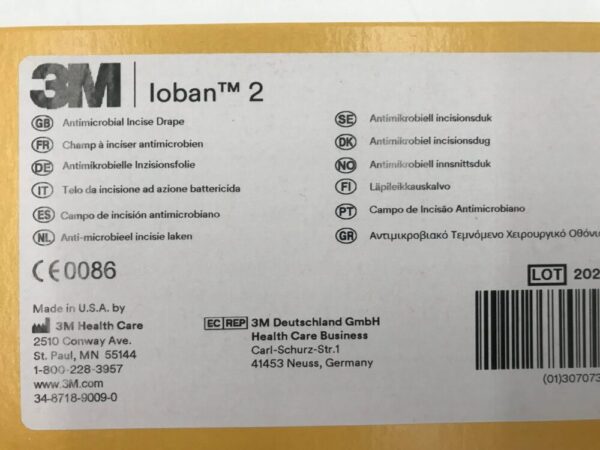 3M Ioban™ 2
GB Antimicrobial Incise Drape
FR Champ à inciser antimicrobien
DE Antimikrobielle Inzisionsfolie
IT Telo da incisione ad azione battericida
ES Campo de incisión antimicrobiano
NL Anti-microbieel incisie laken
SE Antimikrobiell incisionsduk
DK Antimikrobiel incisionsdug
NO Antimikrobiell innsnittsduk
FI Läpileikkauskalvo
PT Campo de Incisão Antimicrobiano
GR Αντιμικροβιακό Τεμνόμενο Χειρουργικό Οθόνι
CE0086
Made in U.S.A. by
3M Health Care
2510 Conway Ave.
St. Paul, MN 55144
1-800-228-3957
www.3M.com
34-8718-9009-0
EC REP 3M Deutschland GmbH
Health Care Business
Carl-Schurz-Str.1
41453 Neuss, Germany
LOT 202
(01)307073